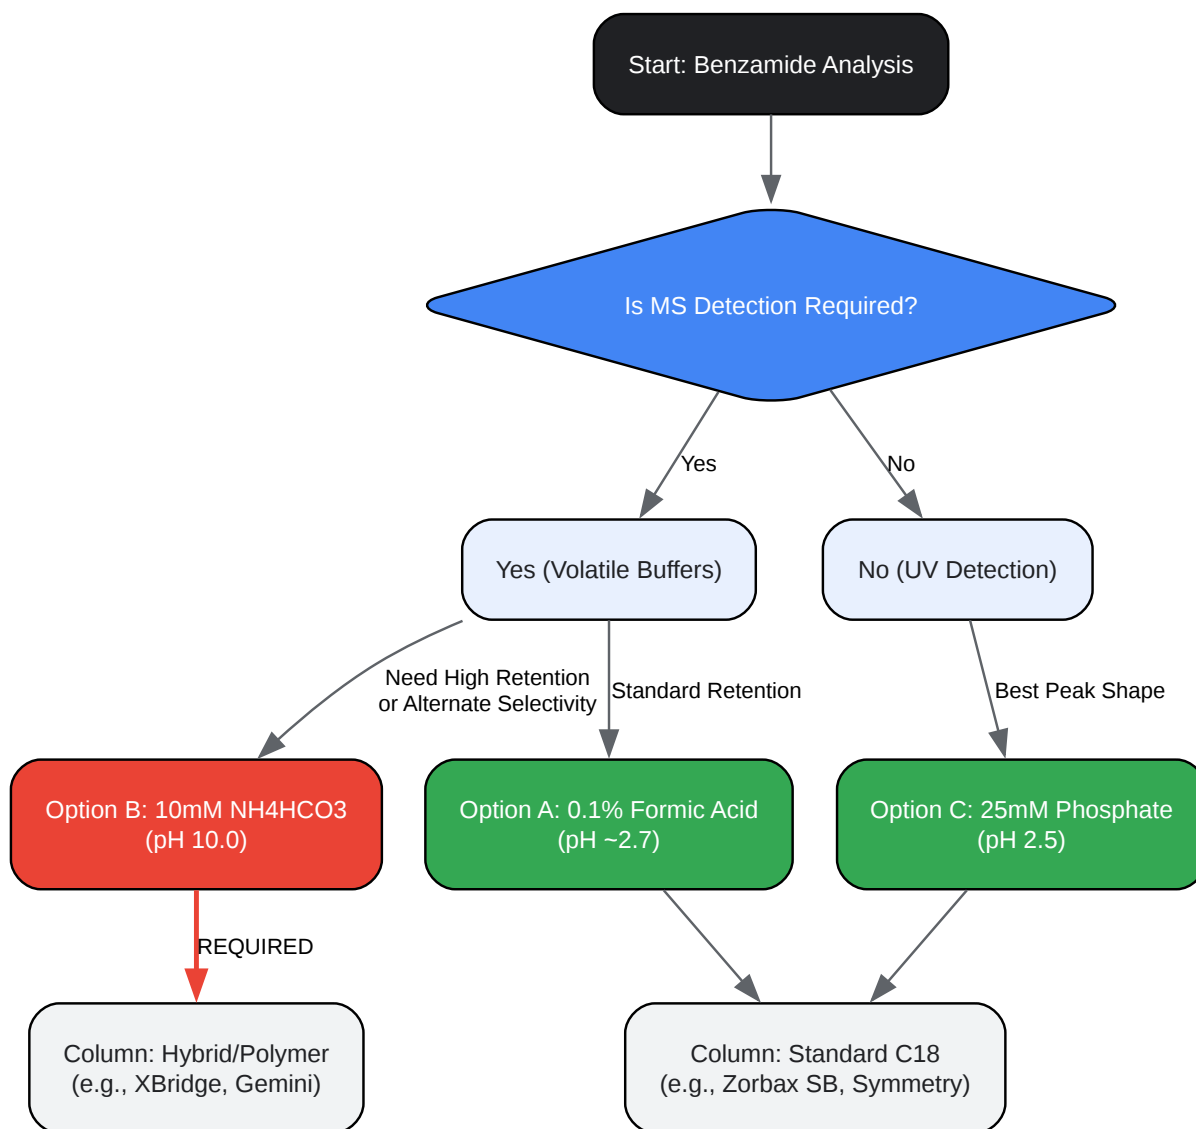 Start: Benzamide Analysis
Is MS Detection Required?
Yes
No
Yes (Volatile Buffers)
No (UV Detection)
Need High Retention
or Alternate Selectivity
Standard Retention
Best Peak Shape
Option B: 10mM NH4HCO3
(pH 10.0)
Option A: 0.1% Formic Acid
(pH ~2.7)
Option C: 25mM Phosphate
(pH 2.5)
REQUIRED
Column: Hybrid/Polymer
(e.g., XBridge, Gemini)
Column: Standard C18
(e.g., Zorbax SB, Symmetry)